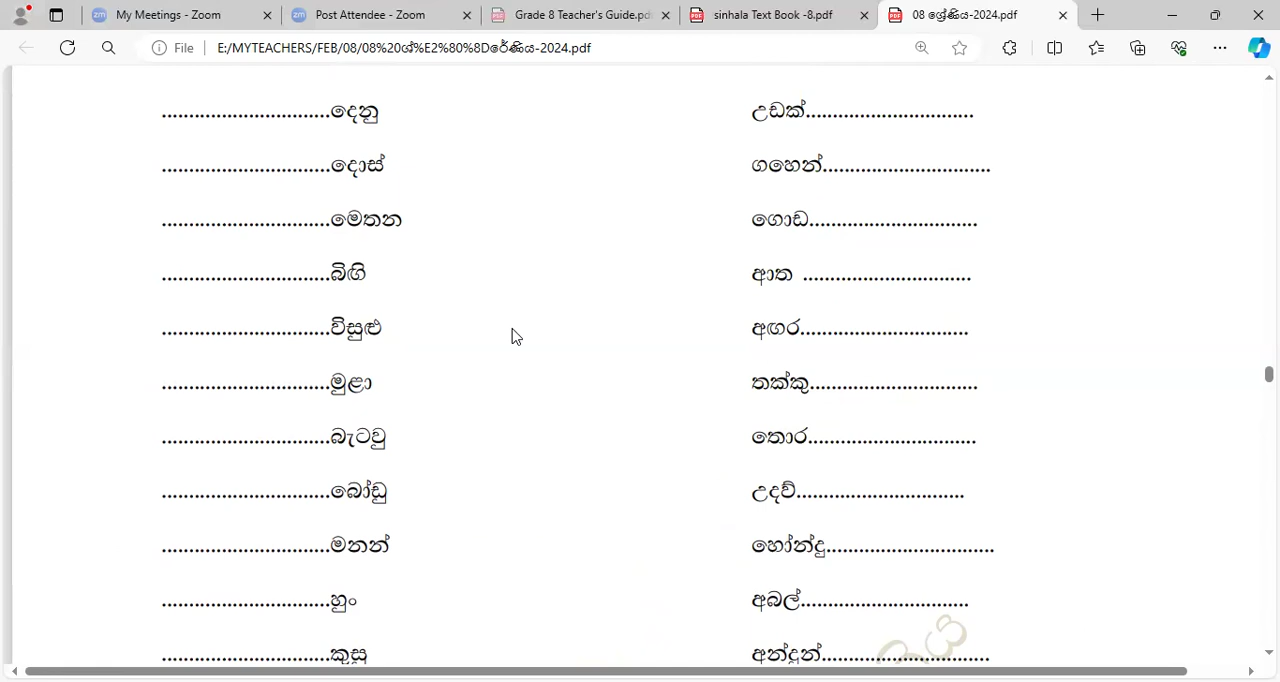 My Meetings - Zoom
Post Attendee - Zoom
Grade 8 Teacher's Guide.pdf
sinhala Text Book -8.pdf
08 ශ්‍රේණිය-2024.pdf
File E:/MYTEACHERS/FEB/08/08%20ශ්%E2%80%8Dරේණිය-2024.pdf
...............................දෙනු උඩක්...............................
...............................දොස් ගහෙන්...............................
...............................මෙතන ගොඩ...............................
...............................බිඟි ආත ...............................
...............................විසුළු අඟර...............................
...............................මුළා තක්කු...............................
...............................බැටවු තොර...............................
...............................බෝඩු උදව්...............................
...............................මනන් හෝන්දු...............................
...............................හුං අබල්...............................
...............................කුසු අන්දුන්...............................